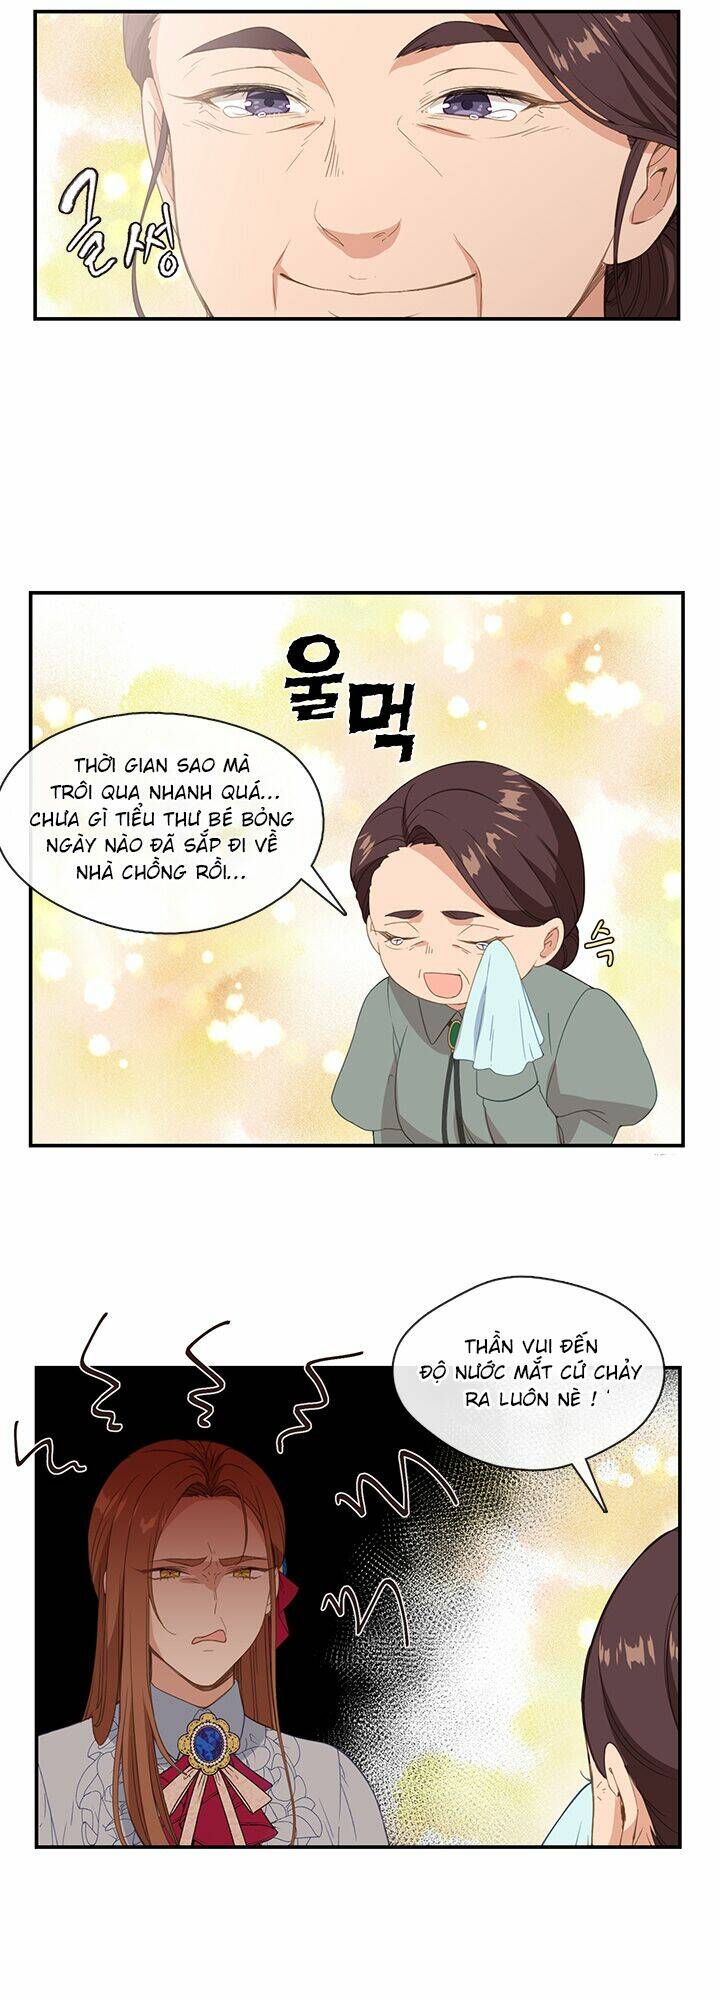 글썽
울먹
THỜI GIAN SAO MÀ
TRÔI QUA NHANH QUÁ...
CHƯA GÌ TIỂU THƯ BÉ BỎNG
NGÀY NÀO ĐÃ SẮP ĐI VỀ
NHÀ CHỒNG RỒI...
슥
THẦN VUI ĐẾN
ĐỘ NƯỚC MẮT CỨ CHẢY
RA LUÔN NÈ !